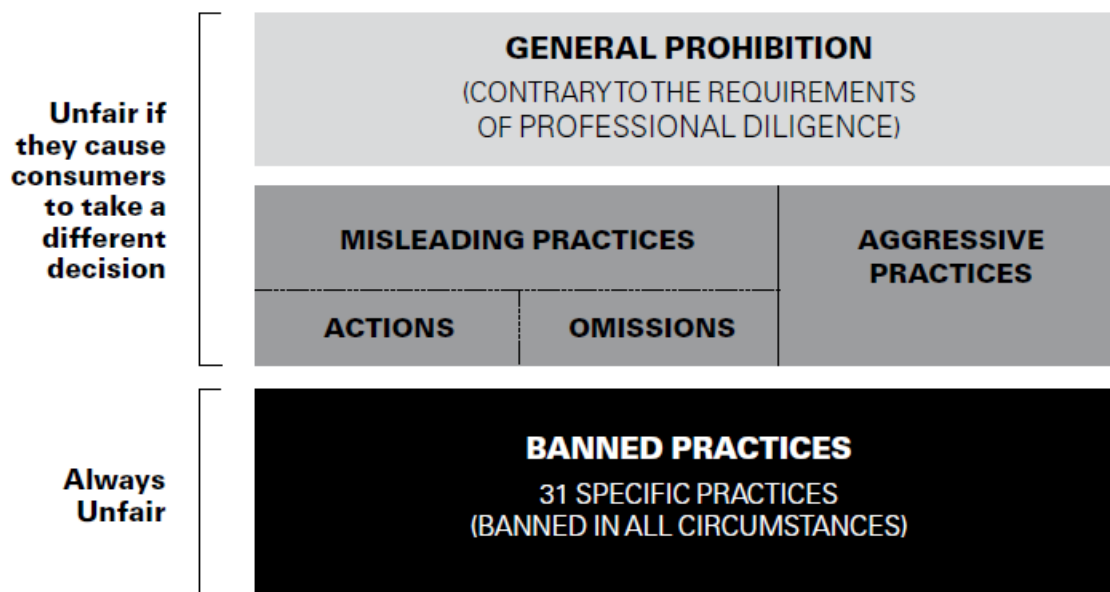 Unfair if
they cause
consumers
to take a
different
decision
GENERAL PROHIBITION
(CONTRARY TO THE REQUIREMENTS
OF PROFESSIONAL DILIGENCE)
MISLEADING PRACTICES
AGGRESSIVE
PRACTICES
ACTIONS
OMISSIONS
Always
Unfair
BANNED PRACTICES
31 SPECIFIC PRACTICES
(BANNED IN ALL CIRCUMSTANCES)